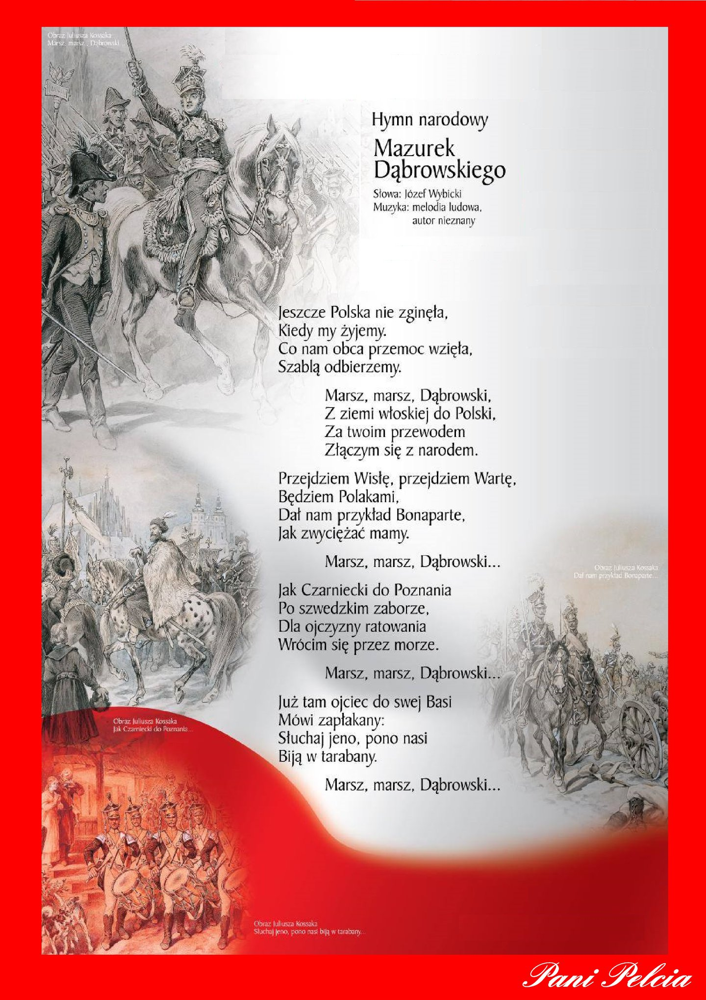 Obraz Juliusza Kossaka
Marsz, marsz , Dąbrowski...
Hymn narodowy
Mazurek
Dąbrowskiego
Słowa: Józef Wybicki
Muzyka: melodia ludowa,
autor nieznany
Jeszcze Polska nie zginęła,
Kiedy my żyjemy.
Co nam obca przemoc wzięła,
Szablą odbierzemy.
Marsz, marsz, Dąbrowski,
Z ziemi włoskiej do Polski,
Za twoim przewodem
Złączym się z narodem.
Przejdziem Wisłę, przejdziem Wartę,
Będziem Polakami,
Dał nam przykład Bonaparte,
Jak zwyciężać mamy.
Marsz, marsz, Dąbrowski...
Obraz Juliusza Kossaka
Dał nam przykład Bonaparte...
Jak Czarniecki do Poznania
Po szwedzkim zaborze,
Dla ojczyzny ratowania
Wrócim się przez morze.
Marsz, marsz, Dąbrowski...
Już tam ojciec do swej Basi
Mówi zapłakany:
Słuchaj jeno, pono nasi
Biją w tarabany.
Marsz, marsz, Dąbrowski...
Obraz Juliusza Kossaka
Jak Czarniecki do Poznania...
Obraz Juliusza Kossaka
Słuchaj jeno, pono nasi biją w tarabany...
Pani Pelcia